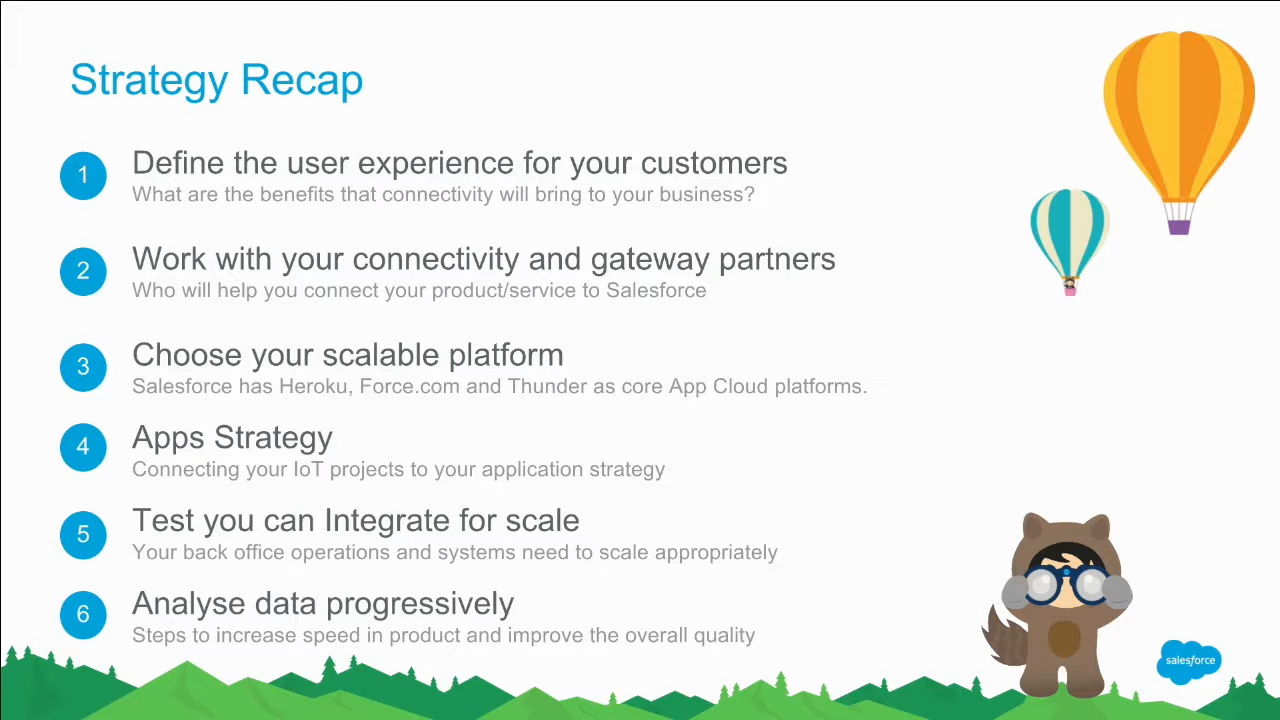 Strategy Recap
1
Define the user experience for your customers
What are the benefits that connectivity will bring to your business?
2
Work with your connectivity and gateway partners
Who will help you connect your product/service to Salesforce
3
Choose your scalable platform
Salesforce has Heroku, Force.com and Thunder as core App Cloud platforms.
4
Apps Strategy
Connecting your IoT projects to your application strategy
5
Test you can Integrate for scale
Your back office operations and systems need to scale appropriately
6
Analyse data progressively
Steps to increase speed in product and improve the overall quality
salesforce